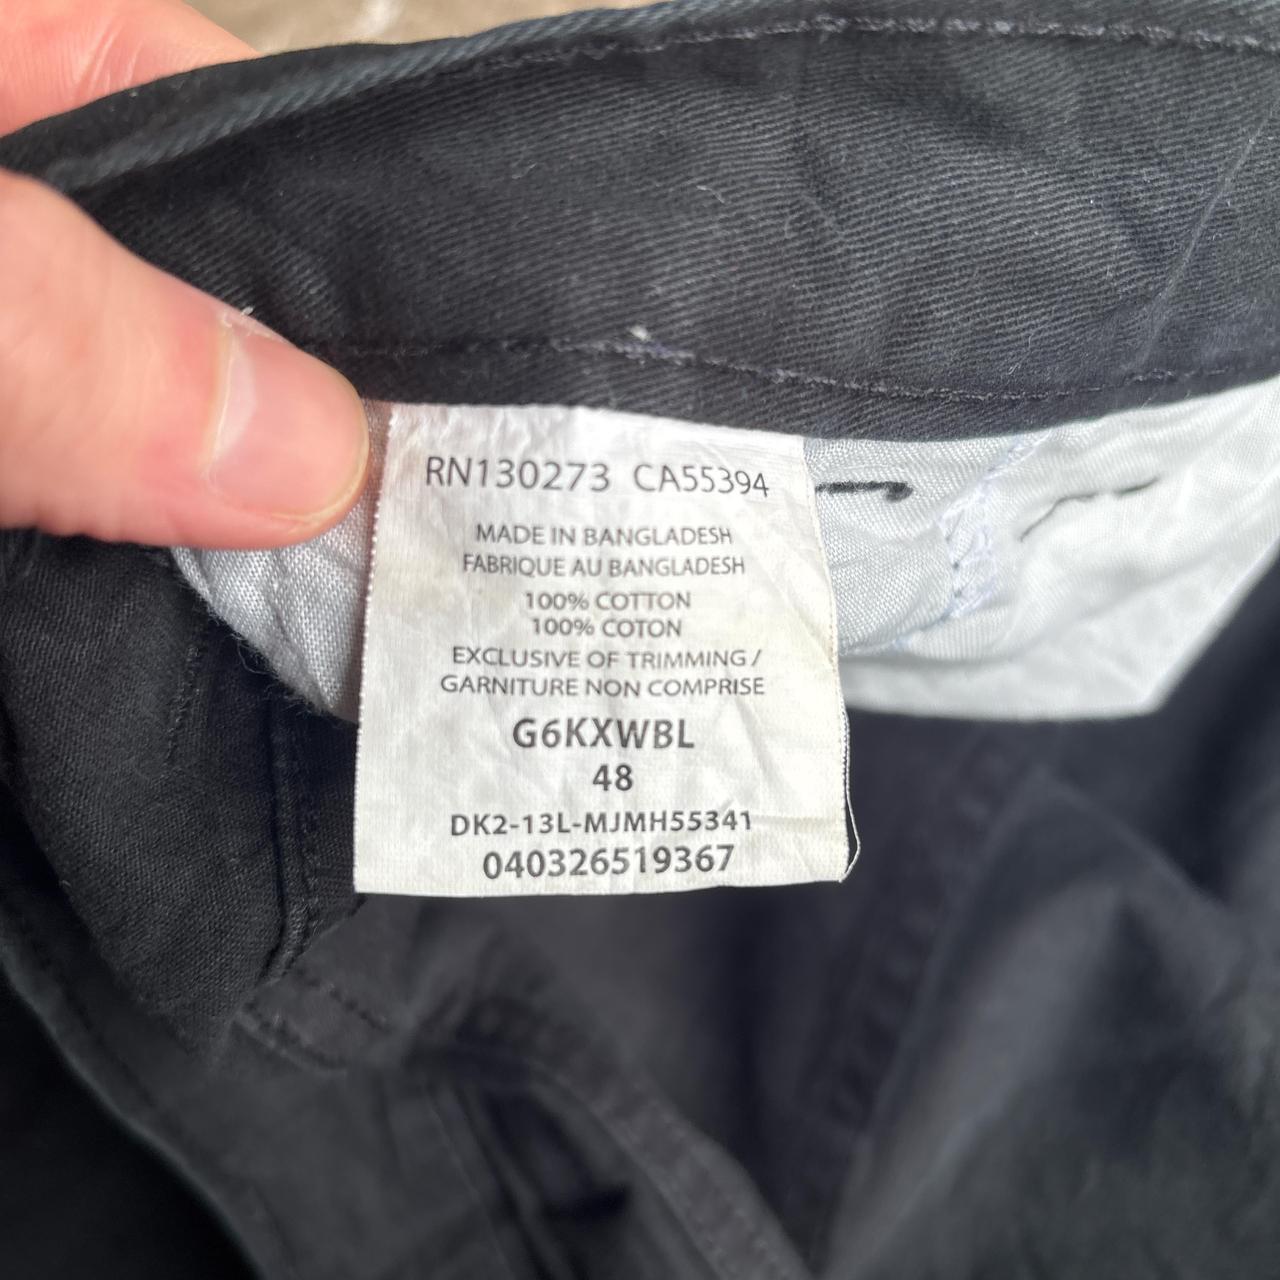 RN130273 CA55394
MADE IN BANGLADESH
FABRIQUE AU BANGLADESH
100% COTTON
100% COTON
EXCLUSIVE OF TRIMMING /
GARNITURE NON COMPRISE
G6KXWBL
48
DK2-13L-MJMH55341
040326519367